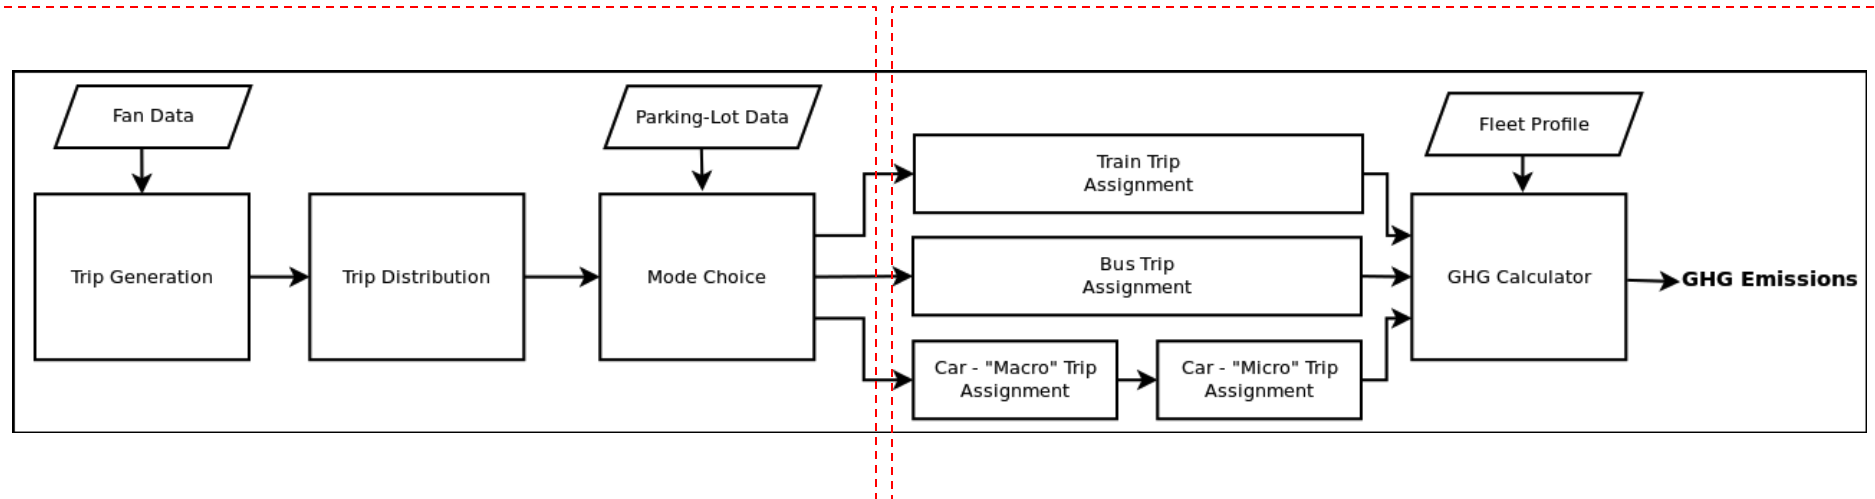 Fan Data
Parking-Lot Data
Fleet Profile
Trip Generation
Trip Distribution
Mode Choice
Train Trip
Assignment
Bus Trip
Assignment
Car - "Macro" Trip
Assignment
Car - "Micro" Trip
Assignment
GHG Calculator
GHG Emissions